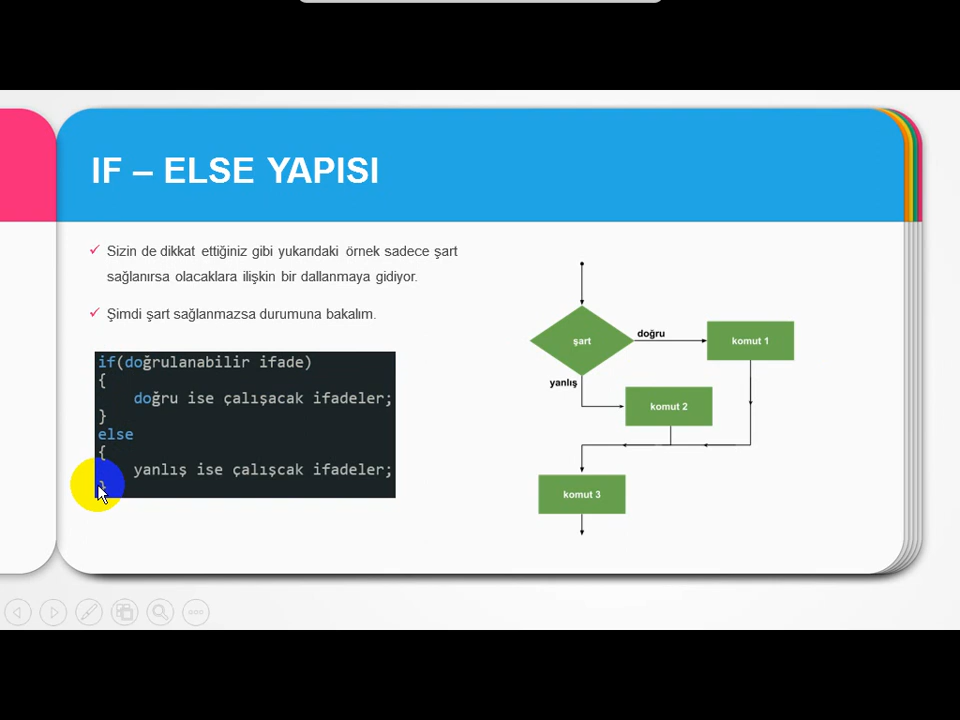 IF – ELSE YAPISI
Sizin de dikkat ettiğiniz gibi yukarıdaki örnek sadece şart
sağlanırsa olacaklara ilişkin bir dallanmaya gidiyor.
Şimdi şart sağlanmazsa durumuna bakalım.
if(doğrulanabilir ifade)
{
doğru ise çalışacak ifadeler;
}
else
{
yanlış ise çalışcak ifadeler;
}
şart
doğru
komut 1
yanlış
komut 2
komut 3